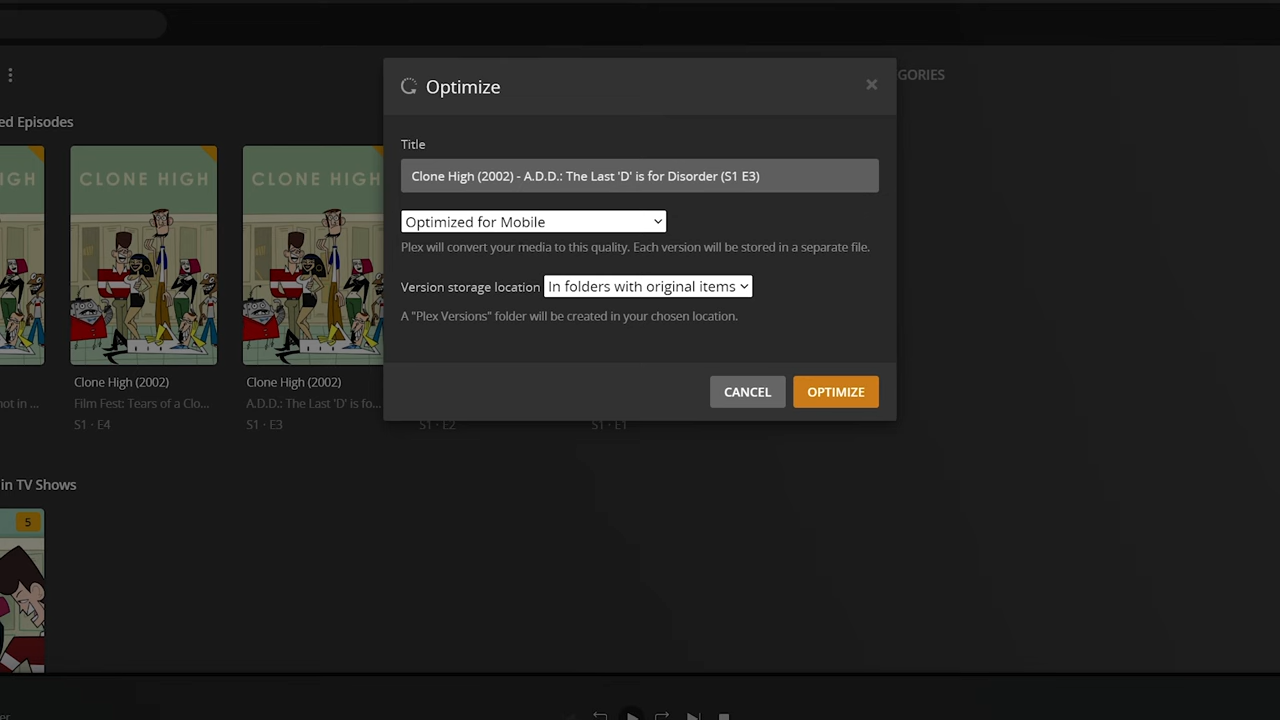 Optimize
GORIES
Title
ed Episodes
Clone High (2002) - A.D.D.: The Last 'D' is for Disorder (S1 E3)
IGH
CLONE HIGH
CLONE HIGH
Optimized for Mobile
Plex will convert your media to this quality. Each version will be stored in a separate file.
Version storage location In folders with original items
A "Plex Versions" folder will be created in your chosen location.
CANCEL
OPTIMIZE
Clone High (2002)
Clone High (2002)
not in ...
Film Fest: Tears of a Clo...
A.D.D.: The Last 'D' is fo...
S1 · E4
S1 · E3
S1 · E2
S1 · E1
in TV Shows
5